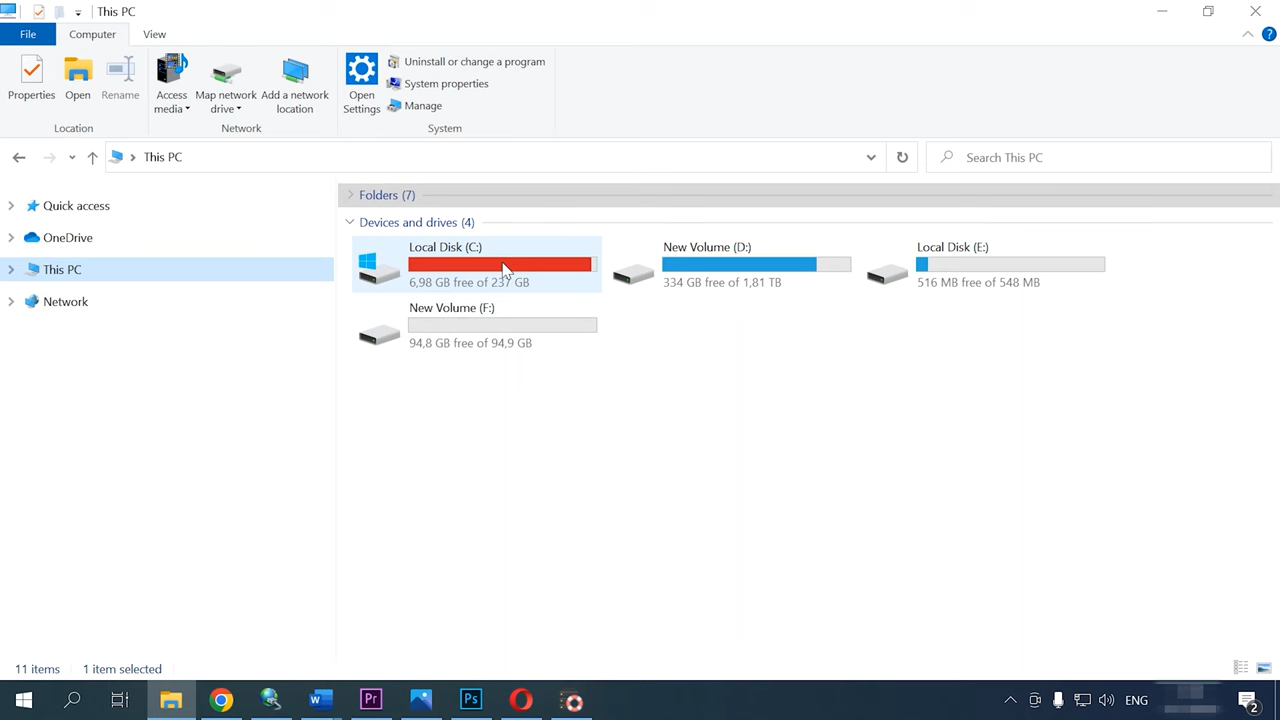 This PC
File
Computer
View
Properties
Open
Rename
Access media
Map network drive
Add a network location
Open Settings
Uninstall or change a program
System properties
Manage
Location
Network
System
This PC
Search This PC
Quick access
OneDrive
This PC
Network
Folders (7)
Devices and drives (4)
Local Disk (C:)
6,98 GB free of 237 GB
New Volume (D:)
334 GB free of 1,81 TB
Local Disk (E:)
516 MB free of 548 MB
New Volume (F:)
94,8 GB free of 94,9 GB
11 items
1 item selected
W
Pr
Ps
ENG
2